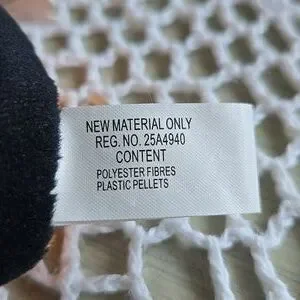 NEW MATERIAL ONLY
REG. NO. 25A4940
CONTENT
POLYESTER FIBRES
PLASTIC PELLETS